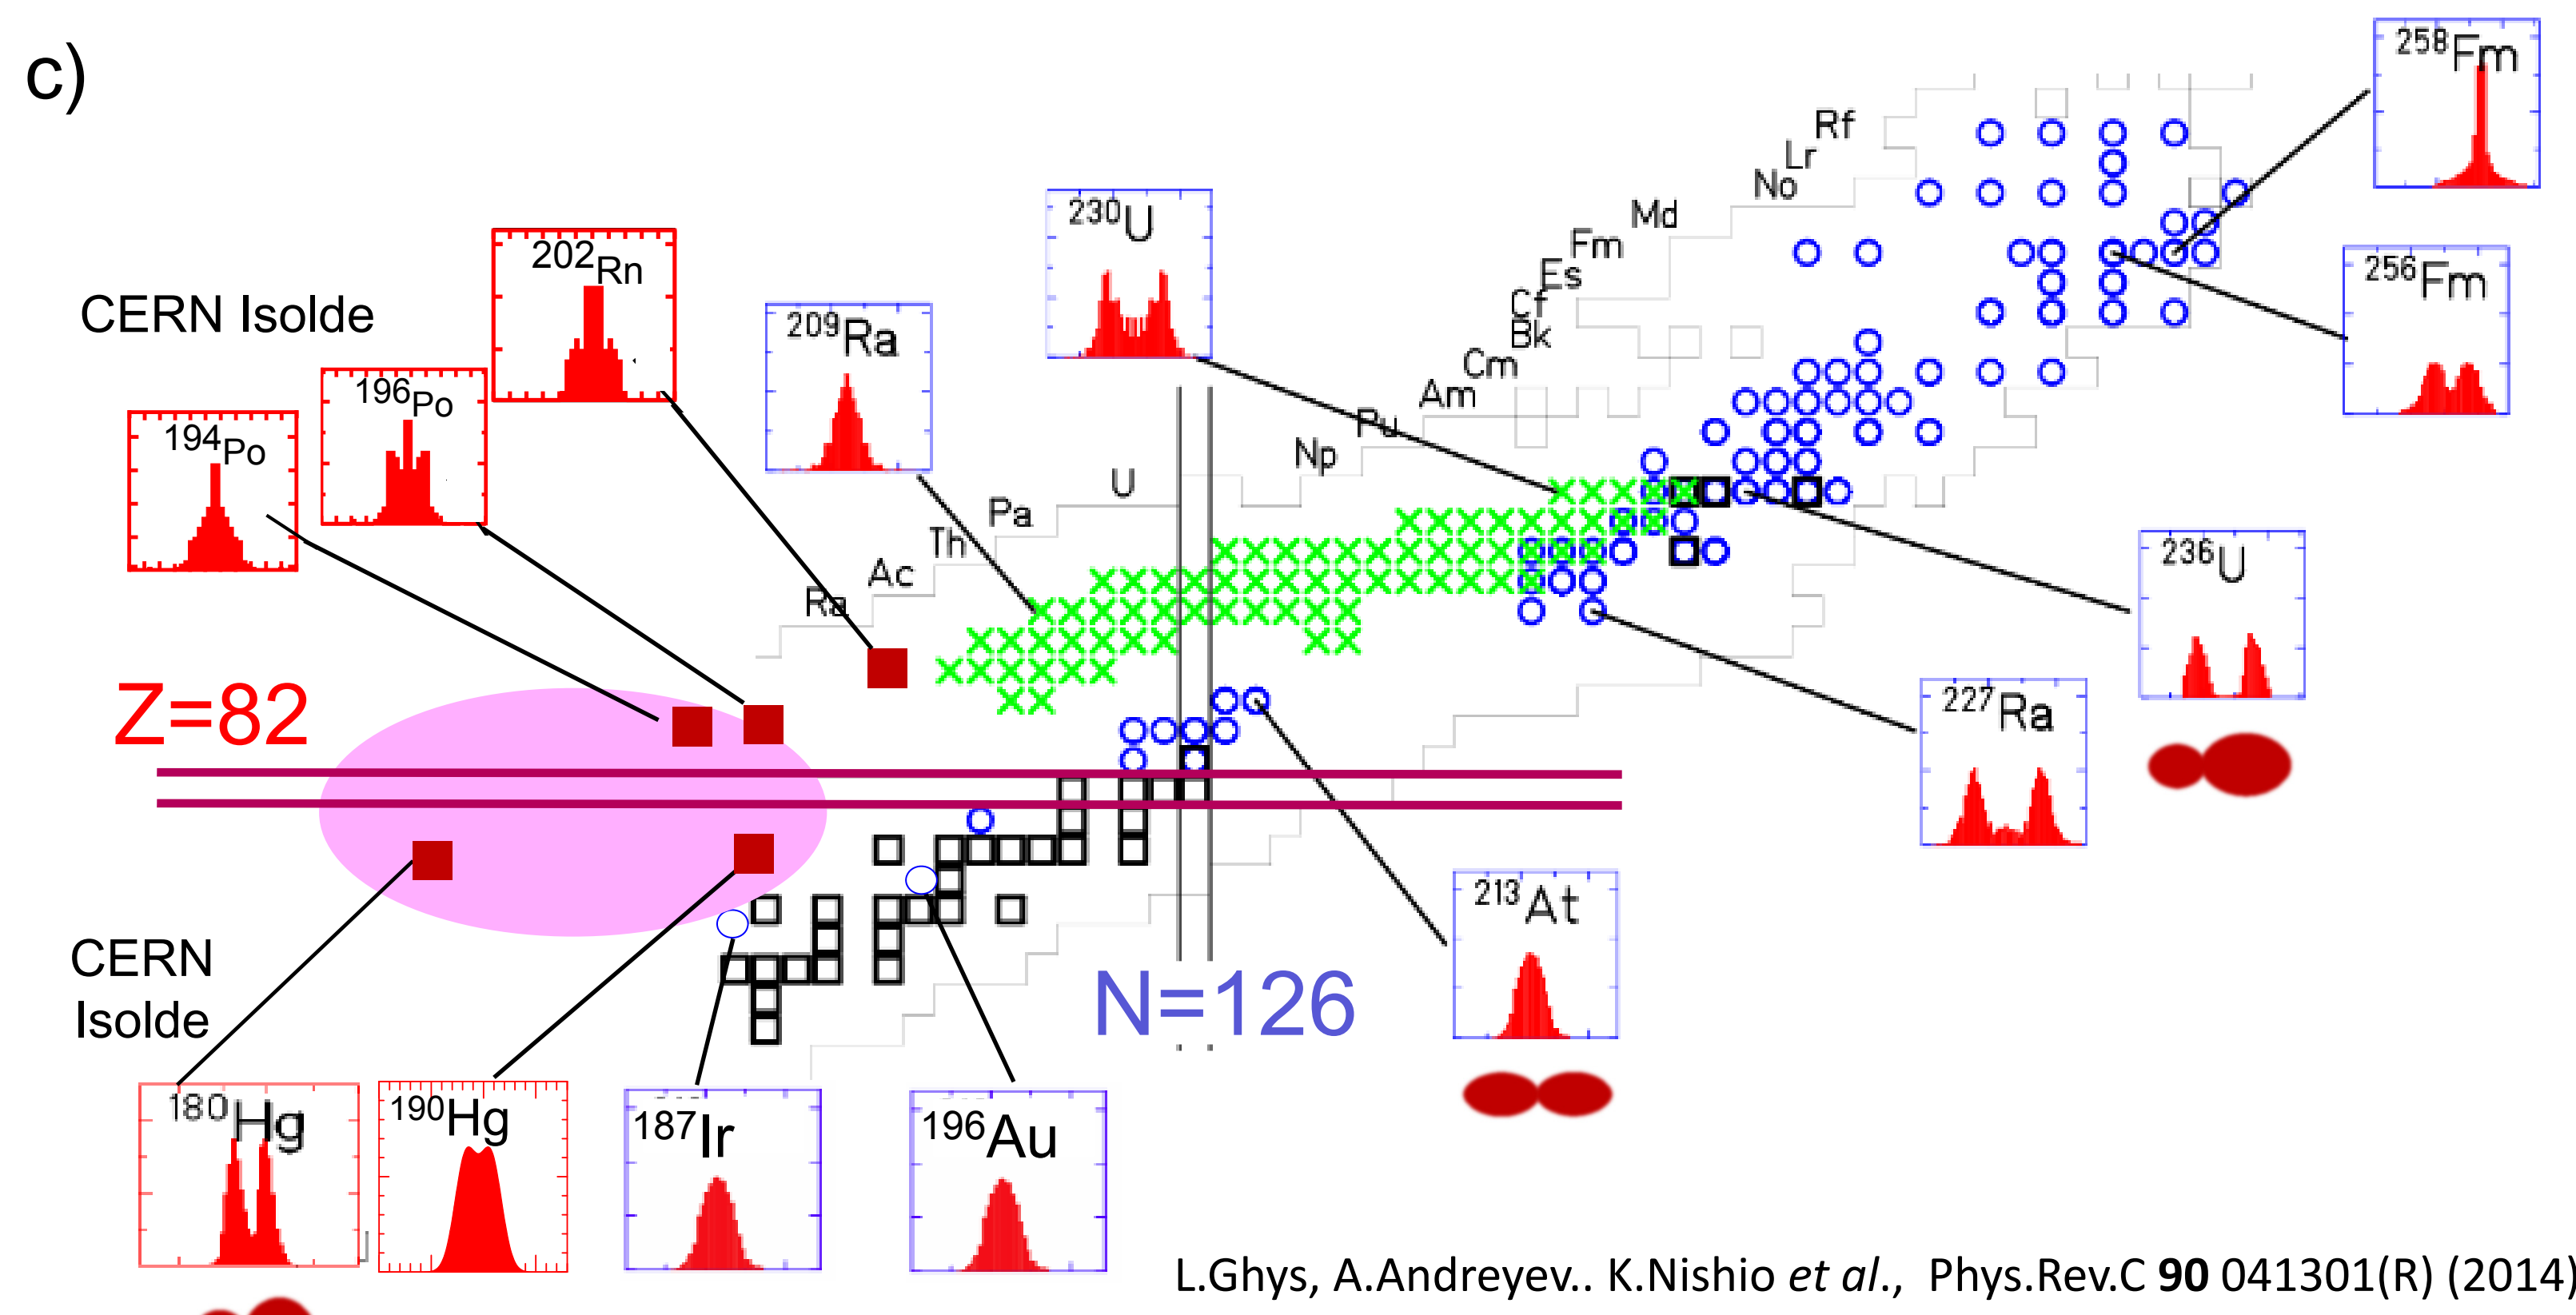 c)
258Fm
Rf
Lr
No
Md
230U
Fm
Es
Cf
Bk
202Rn
256Fm
CERN Isolde
209Ra
Cm
Am
196Po
Pu
194Po
Np
U
Pa
Th
236U
Ac
Ra
227Ra
Z=82
213At
CERN
Isolde
N=126
180Hg
190Hg
187Ir
196Au
L.Ghys, A.Andreyev.. K.Nishio et al., Phys.Rev.C 90 041301(R) (2014)